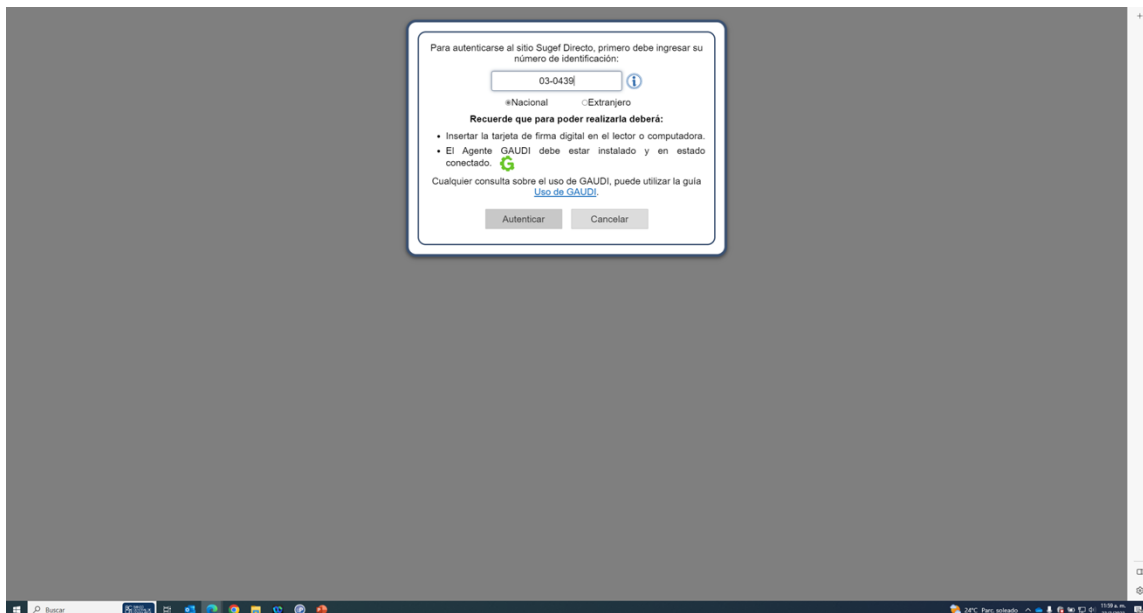 Para autenticarse al sitio Sugef Directo, primero debe ingresar su
número de identificación:
03-0439
Nacional Extranjero
Recuerde que para poder realizarla deberá:
• Insertar la tarjeta de firma digital en el lector o computadora.
• El Agente GAUDI debe estar instalado y en estado
conectado.
Cualquier consulta sobre el uso de GAUDI, puede utilizar la guía
Uso de GAUDI.
Autenticar Cancelar
Buscar
24°C Parc. soleado
11:59 a. m.